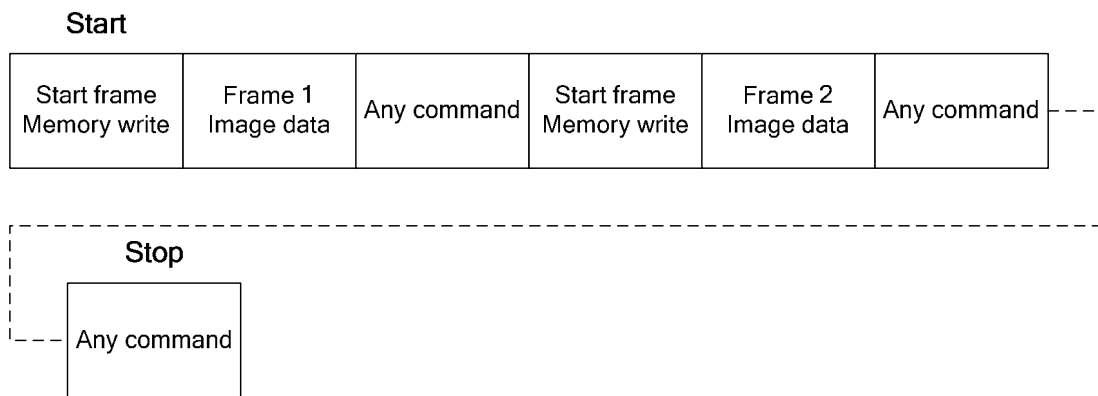 Start
Start frame
Memory write
Frame 1
Image data
Any command
Start frame
Memory write
Frame 2
Image data
Any command
Stop
Any command